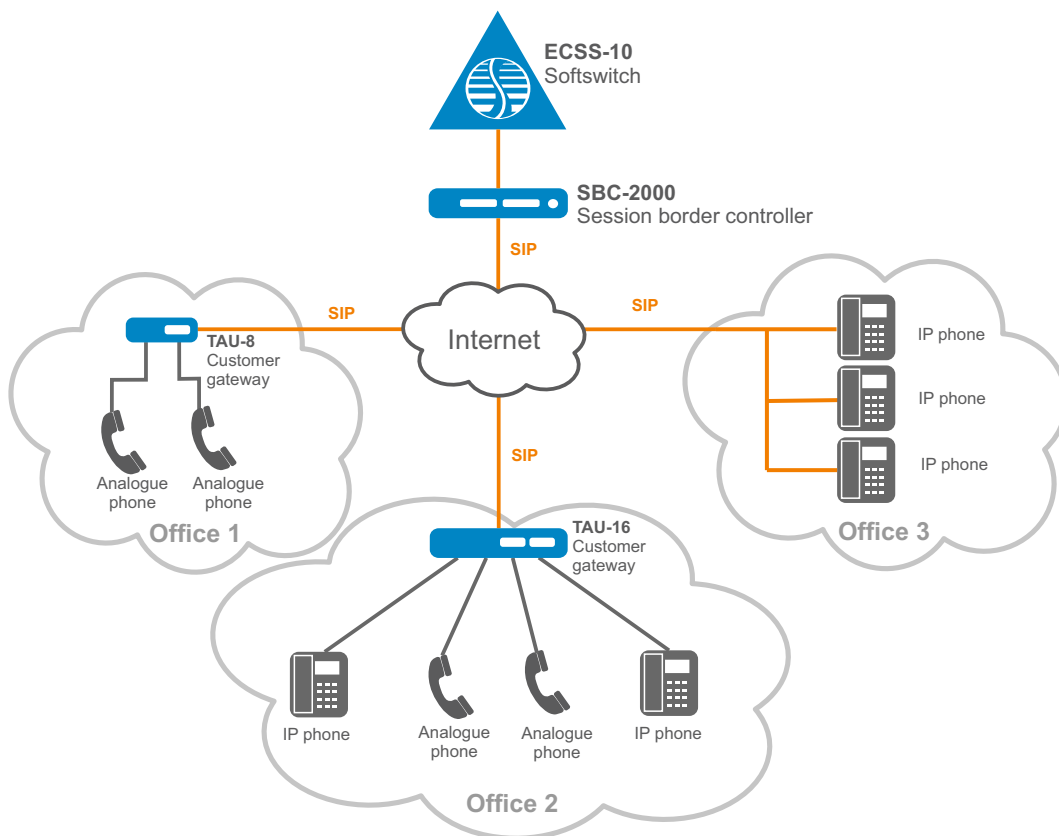 ECSS-10
Softswitch
SBC-2000
Session border controller
SIP
SIP
SIP
Internet
TAU-8
Customer
gateway
Analogue
phone
Analogue
phone
Office 1
IP phone
IP phone
IP phone
Office 3
SIP
TAU-16
Customer
gateway
IP phone
Analogue
phone
Analogue
phone
IP phone
Office 2